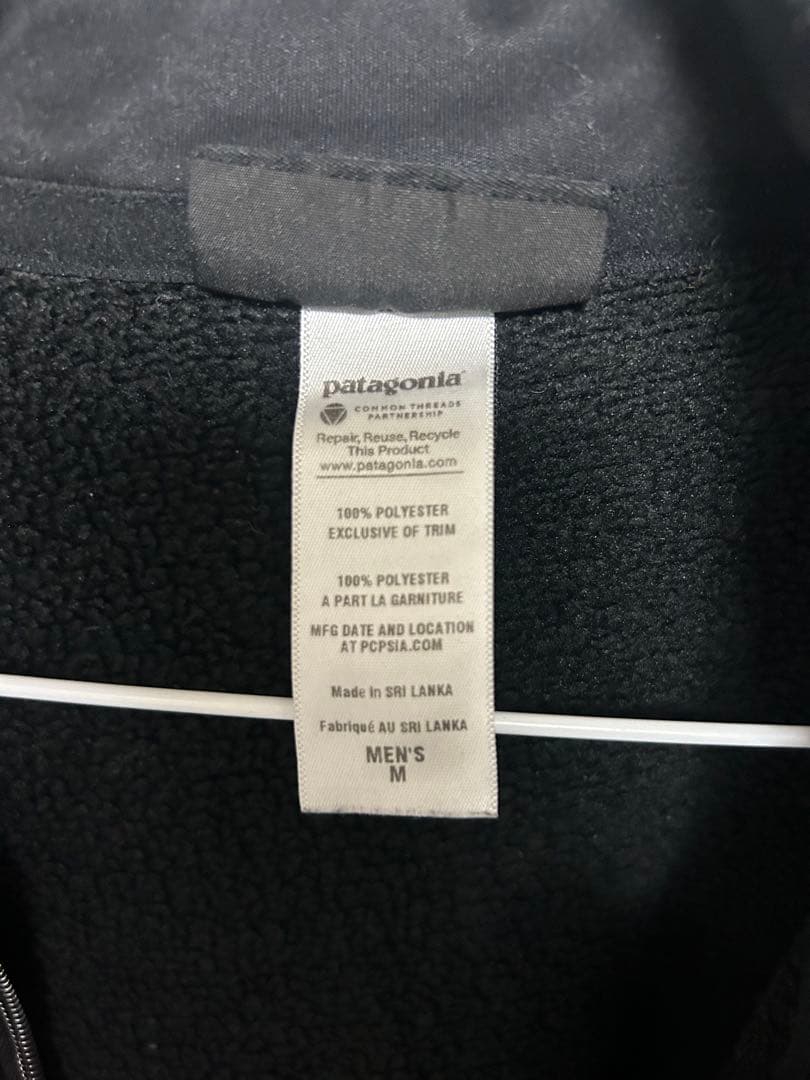 patagonia
COMMON THREADS
PARTNERSHIP
Repair, Reuse, Recycle
This Product
www.patagonia.com
100% POLYESTER
EXCLUSIVE OF TRIM
100% POLYESTER
A PART LA GARNITURE
MFG DATE AND LOCATION
AT PCPSIA.COM
Made in SRI LANKA
Fabriqué AU SRI LANKA
MEN'S
M